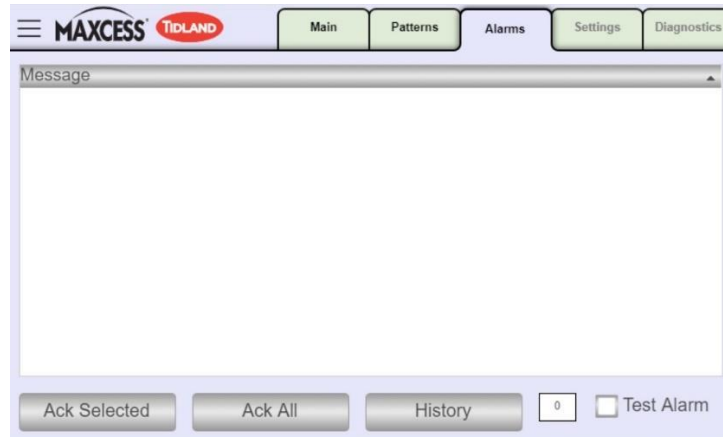 MAXCESS TIDLAND Main Patterns Alarms Settings Diagnostics
Message
Ack Selected Ack All History 0 Test Alarm